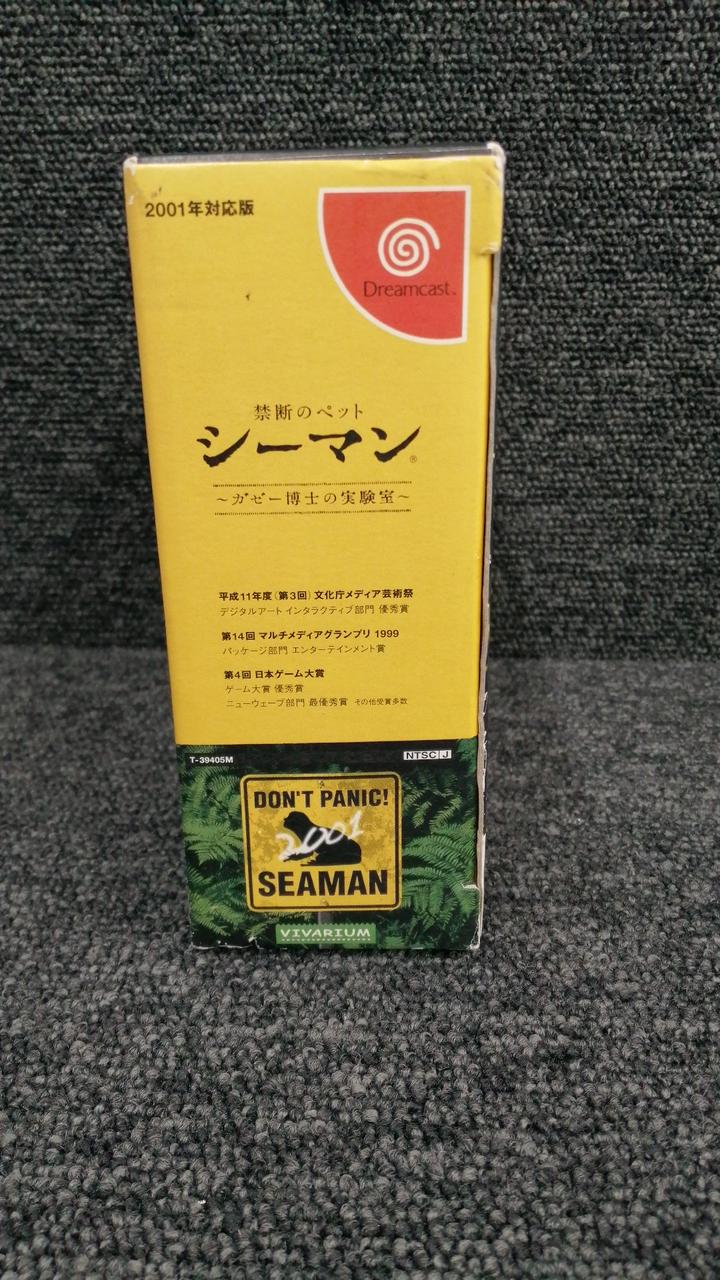 2001年対応版
Dreamcast™
禁断のペット
シーマン®
～ガゼー博士の実験室～
平成11年度(第3回) 文化庁メディア芸術祭
デジタルアート インタラクティブ部門 優秀賞
第14回 マルチメディアグランプリ 1999
パッケージ部門 エンターテインメント賞
第4回 日本ゲーム大賞
ゲーム大賞 優秀賞
ニューウェーブ部門 最優秀賞 その他受賞多数
T-39405M
NTSC J
DON'T PANIC!
2001
SEAMAN
VIVARIUM